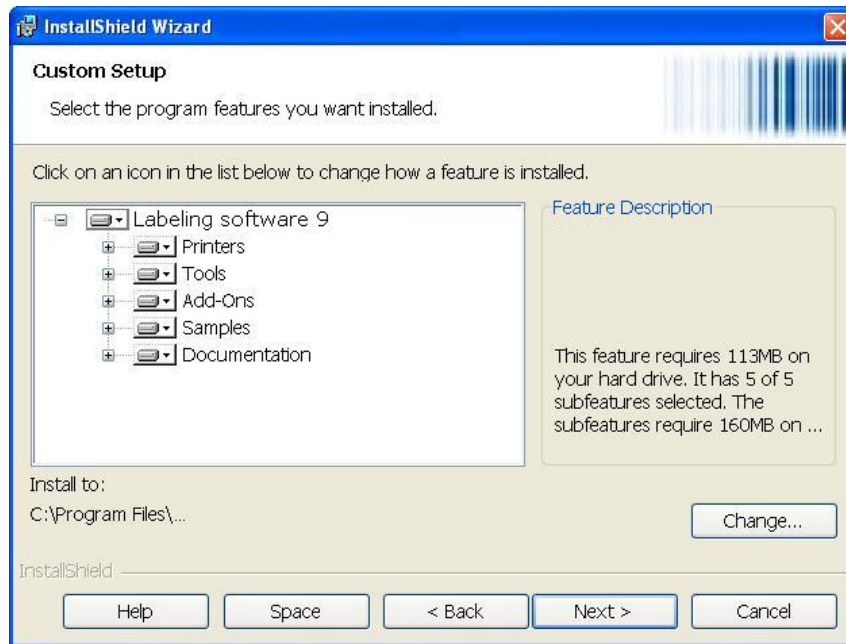 InstallShield Wizard
Custom Setup
Select the program features you want installed.
Click on an icon in the list below to change how a feature is installed.
Labeling software 9
Printers
Tools
Add-Ons
Samples
Documentation
Feature Description
This feature requires 113MB on
your hard drive. It has 5 of 5
subfeatures selected. The
subfeatures require 160MB on ...
Install to:
C:\Program Files\...
Change...
InstallShield
Help
Space
< Back
Next >
Cancel